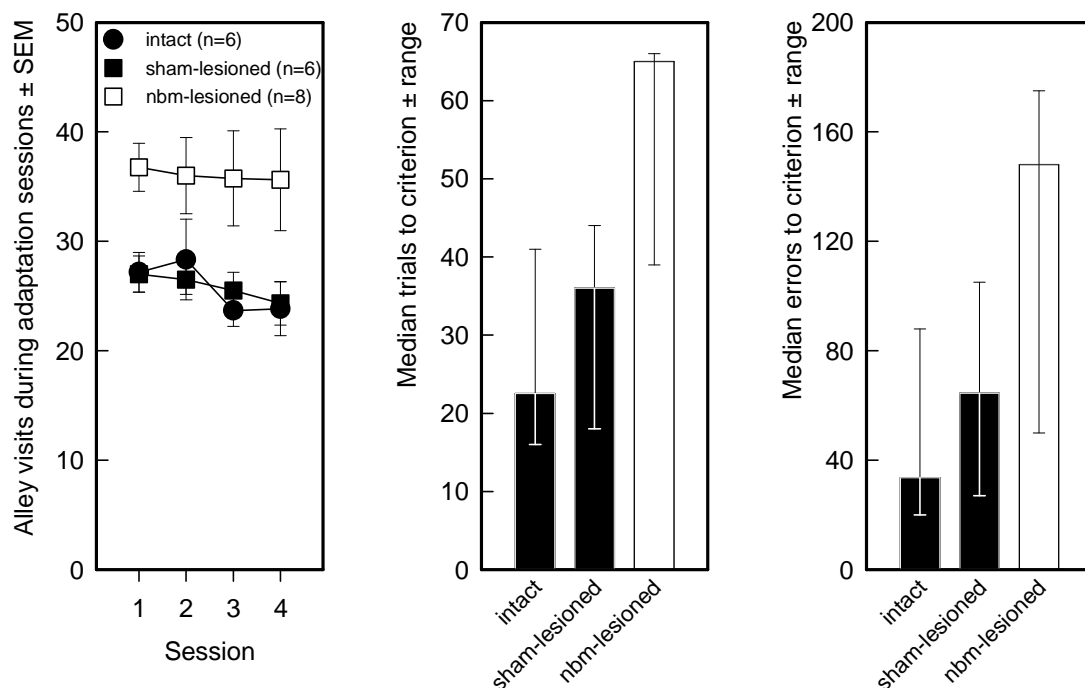 Alley visits during adaptation sessions ± SEM
50
40
30
20
10
0
intact (n=6)
sham-lesioned (n=6)
nbm-lesioned (n=8)
1 2 3 4
Session
Median trials to criterion ± range
70
60
50
40
30
20
10
0
intact
sham-lesioned
nbm-lesioned
Median errors to criterion ± range
200
160
120
80
40
0
intact
sham-lesioned
nbm-lesioned